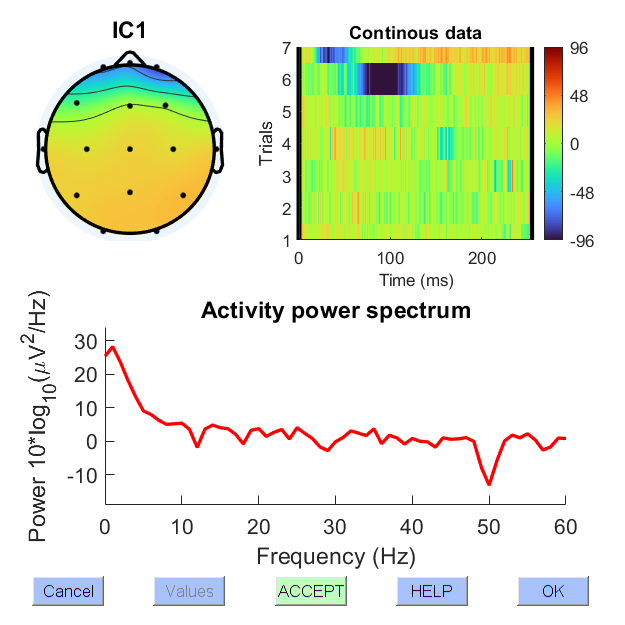 IC1
Continous data
7
6
5
4
3
2
1
Trials
0
100
200
Time (ms)
96
48
0
-48
-96
Activity power spectrum
Power 10*log10(μV2/Hz)
30
20
10
0
-10
0
10
20
30
40
50
60
Frequency (Hz)
Cancel
Values
ACCEPT
HELP
OK